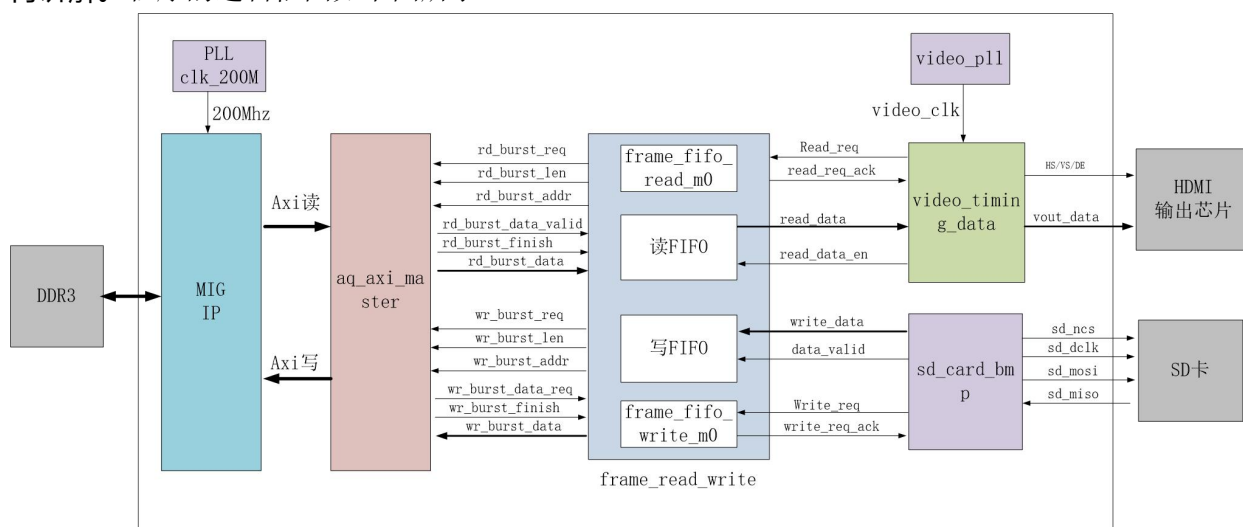 PLL
clk_200M
200Mhz
video_pll
video_clk
DDR3
MIG
IP
Axi读
Axi写
aq_axi_ma
ster
rd_burst_req
rd_burst_len
rd_burst_addr
rd_burst_data_valid
rd_burst_finish
rd_burst_data
wr_burst_req
wr_burst_len
wr_burst_addr
wr_burst_data_req
wr_burst_finish
wr_burst_data
frame_fifo_
read_m0
读FIFO
写FIFO
frame_fifo_
write_m0
frame_read_write
Read_req
read_req_ack
read_data
read_data_en
write_data
data_valid
Write_req
write_req_ack
video_timin
g_data
sd_card_bm
p
HS/VS/DE
vout_data
sd_ncs
sd_dclk
sd_mosi
sd_miso
HDMI
输出芯片
SD卡